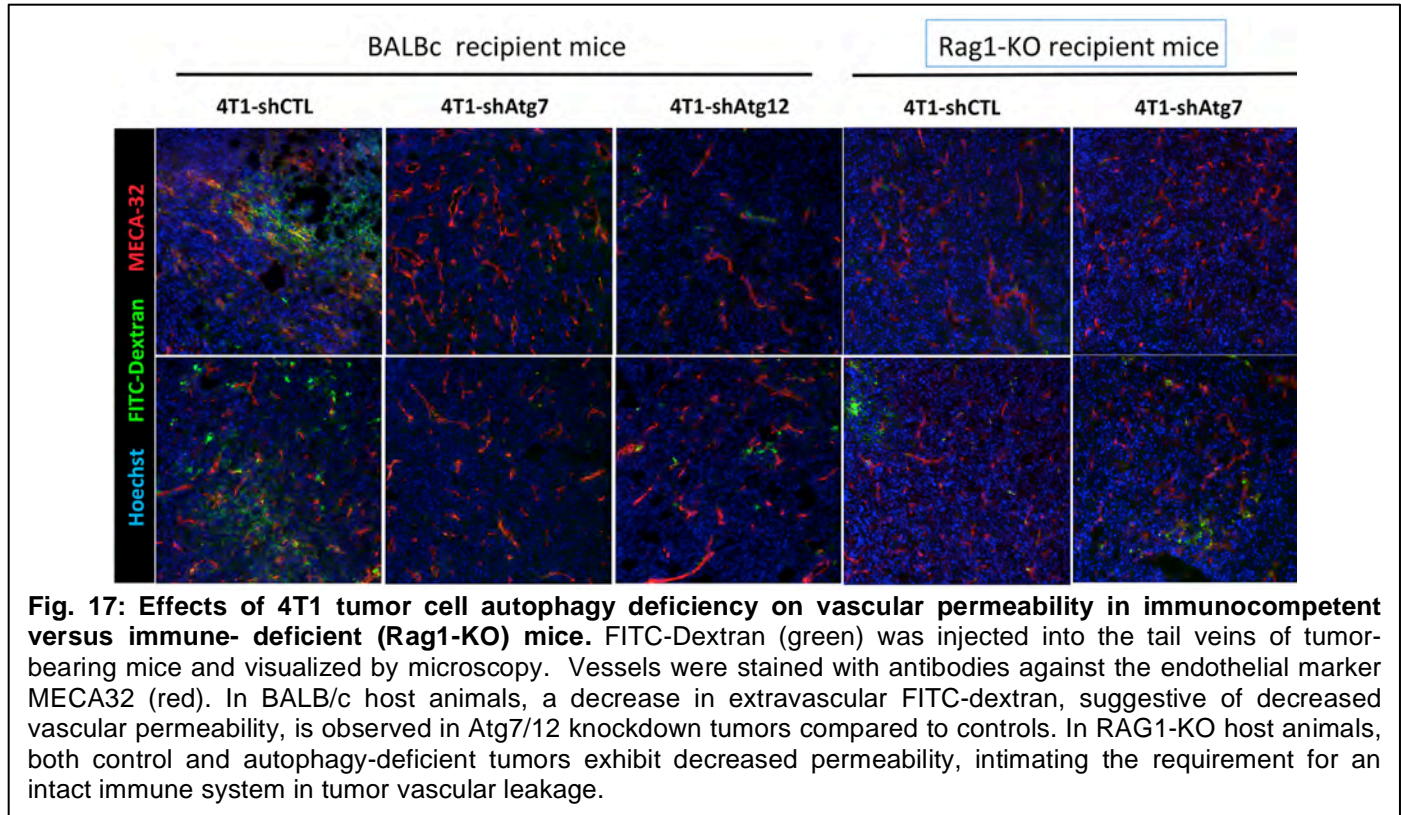 BALBc recipient mice
Rag1-KO recipient mice
4T1-shCTL
4T1-shAtg7
4T1-shAtg12
4T1-shCTL
4T1-shAtg7
Hoechst FITC-Dextran MECA-32
Fig. 17: Effects of 4T1 tumor cell autophagy deficiency on vascular permeability in immunocompetent
versus immune- deficient (Rag1-KO) mice. FITC-Dextran (green) was injected into the tail veins of tumor-
bearing mice and visualized by microscopy. Vessels were stained with antibodies against the endothelial marker
MECA32 (red). In BALB/c host animals, a decrease in extravascular FITC-dextran, suggestive of decreased
vascular permeability, is observed in Atg7/12 knockdown tumors compared to controls. In RAG1-KO host animals,
both control and autophagy-deficient tumors exhibit decreased permeability, intimating the requirement for an
intact immune system in tumor vascular leakage.